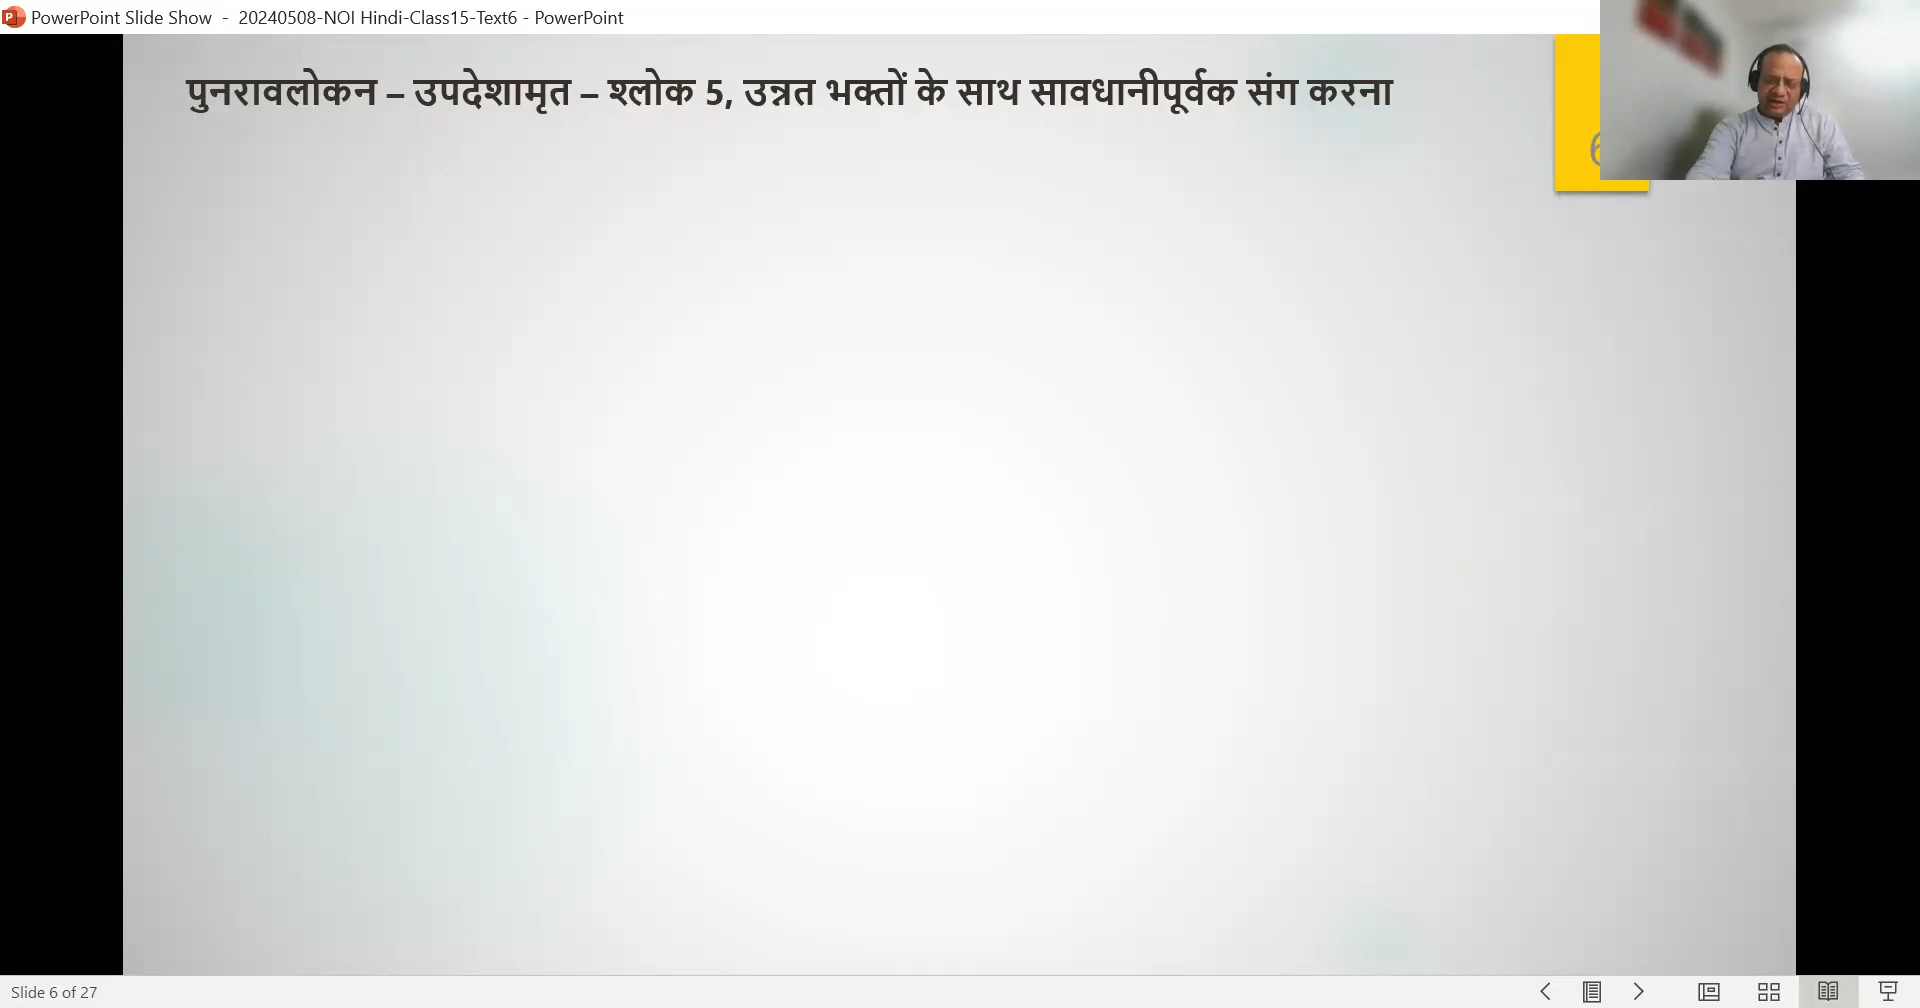 PowerPoint Slide Show - 20240508-NOI Hindi-Class15-Text6 - PowerPoint
पुनरावलोकन – उपदेशामृत – श्लोक 5, उन्नत भक्तों के साथ सावधानीपूर्वक संग करना
6
Slide 6 of 27